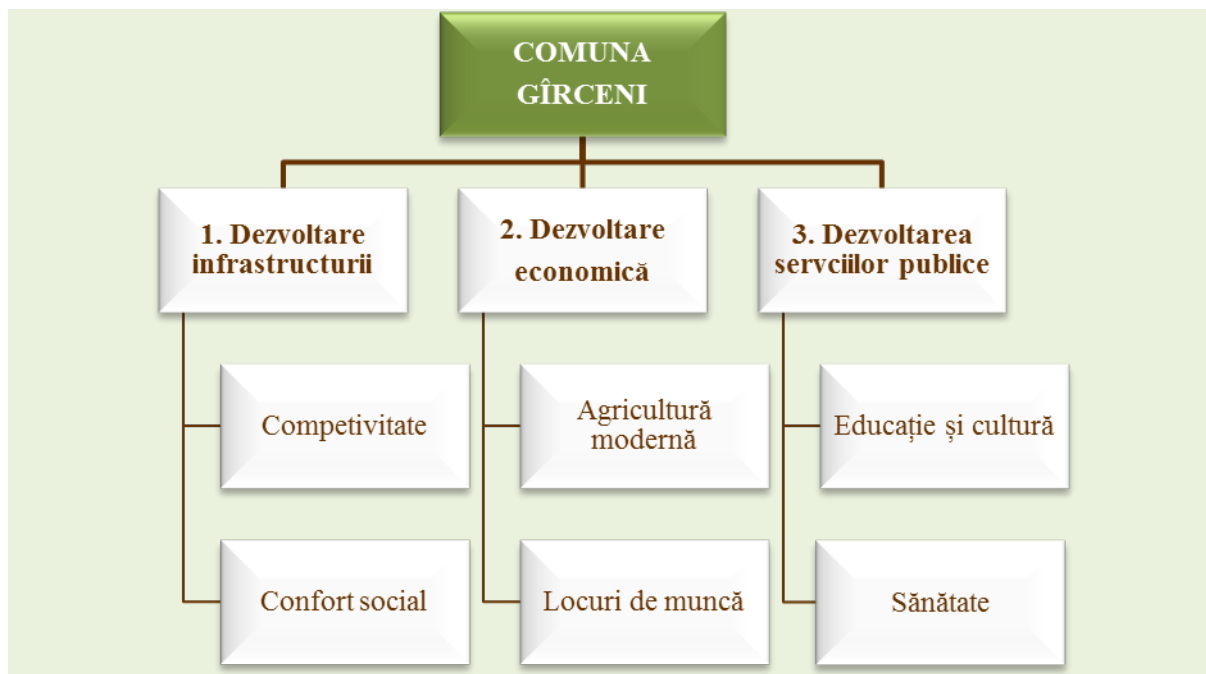 COMUNA
GÎRCENI
1. Dezvoltare
infrastructurii
2. Dezvoltare
economică
3. Dezvoltarea
servciilor publice
Competivitate
Agricultură
modernă
Educație și cultură
Confort social
Locuri de muncă
Sănătate